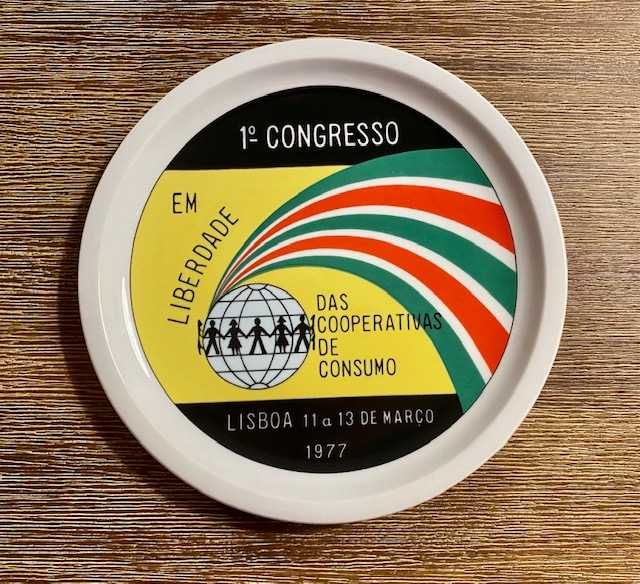 1º CONGRESSO
EM
LIBERDADE
DAS
COOPERATIVAS
DE
CONSUMO
LISBOA 11 a 13 DE MARÇO
1977